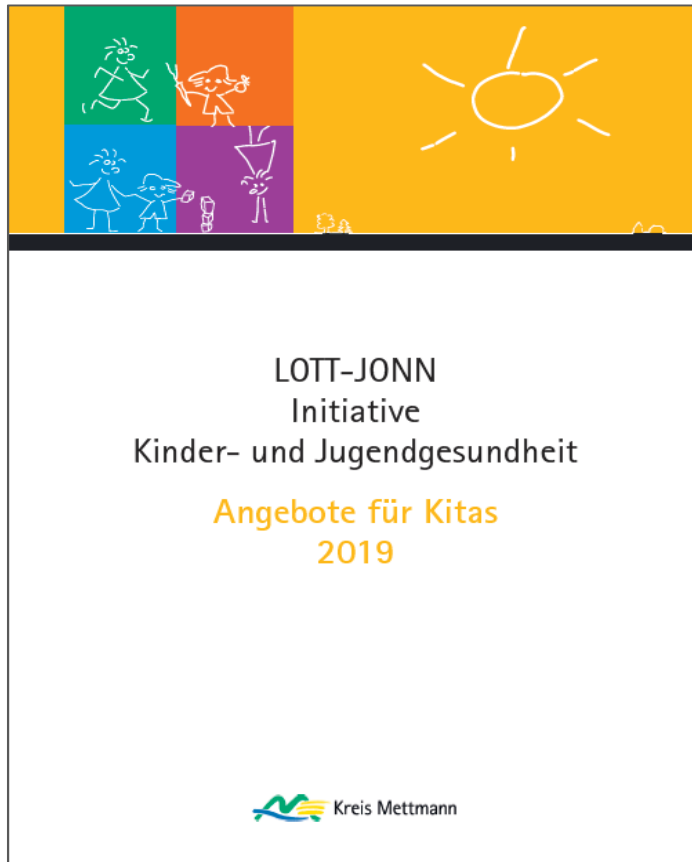 LOTT-JONN
Initiative
Kinder- und Jugendgesundheit
Angebote für Kitas
2019
Kreis Mettmann